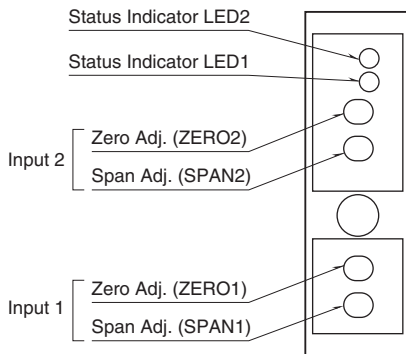 Status Indicator LED2
Status Indicator LED1
Zero Adj. (ZERO2)
Input 2
Span Adj. (SPAN2)
Zero Adj. (ZERO1)
Input 1
Span Adj. (SPAN1)